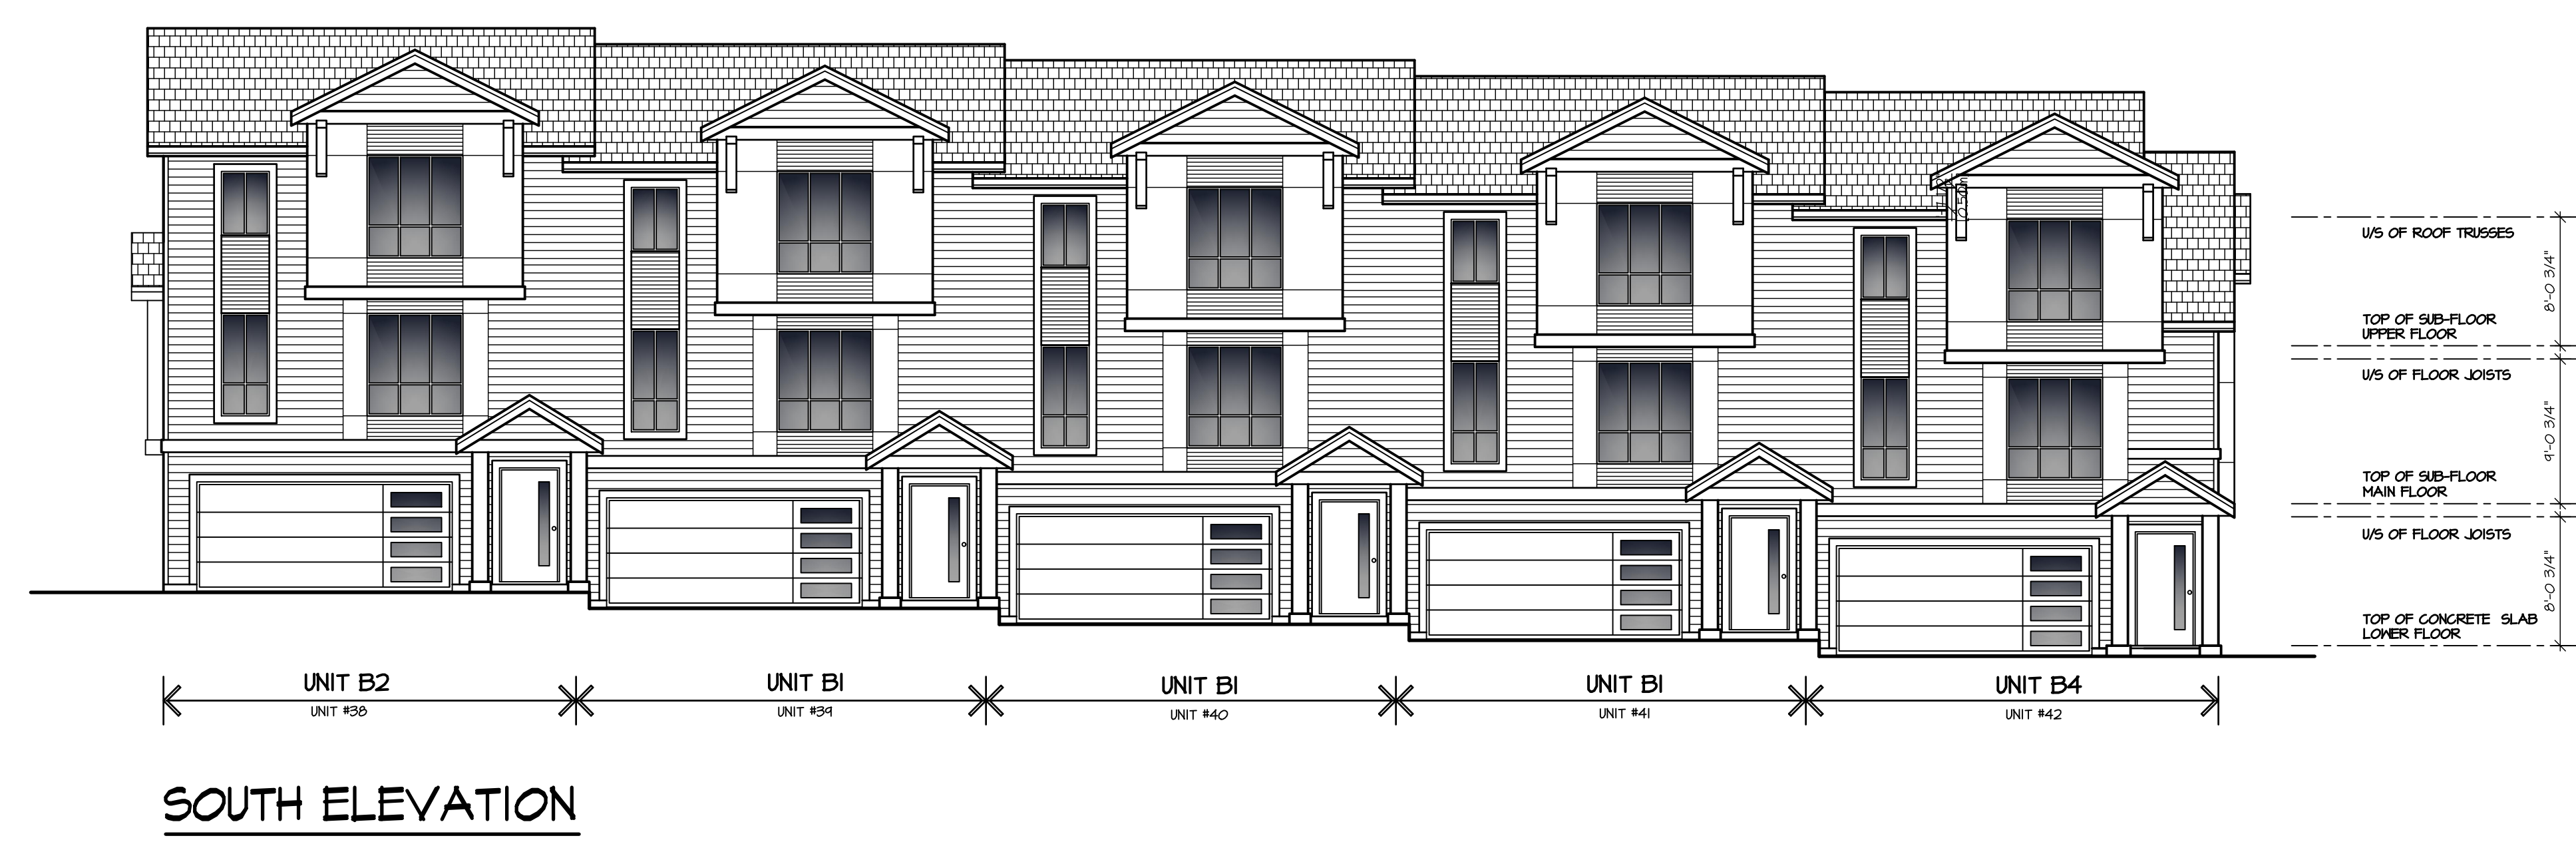 U/S OF ROOF TRUSSES
8'-0 3/4"
TOP OF SUB-FLOOR
UPPER FLOOR
U/S OF FLOOR JOISTS
9'-0 3/4"
TOP OF SUB-FLOOR
MAIN FLOOR
U/S OF FLOOR JOISTS
8'-0 3/4"
TOP OF CONCRETE SLAB
LOWER FLOOR
UNIT B2
UNIT #38
UNIT B1
UNIT #39
UNIT B1
UNIT #40
UNIT B1
UNIT #41
UNIT B4
UNIT #42
SOUTH ELEVATION